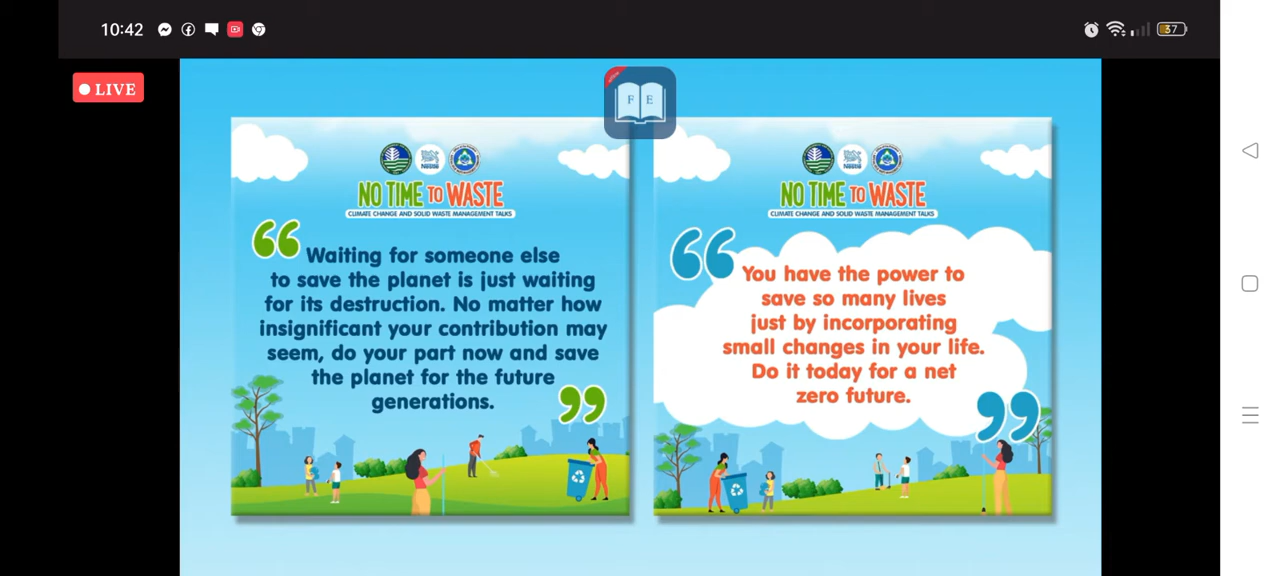 10:42
37
LIVE
F E
Nestlé
NO TIME TO WASTE
CLIMATE CHANGE AND SOLID WASTE MANAGEMENT TALKS
“ Waiting for someone else
to save the planet is just waiting
for its destruction. No matter how
insignificant your contribution may
seem, do your part now and save
the planet for the future
generations. ”
Nestlé
NO TIME TO WASTE
CLIMATE CHANGE AND SOLID WASTE MANAGEMENT TALKS
“ You have the power to
save so many lives
just by incorporating
small changes in your life.
Do it today for a net
zero future. ”